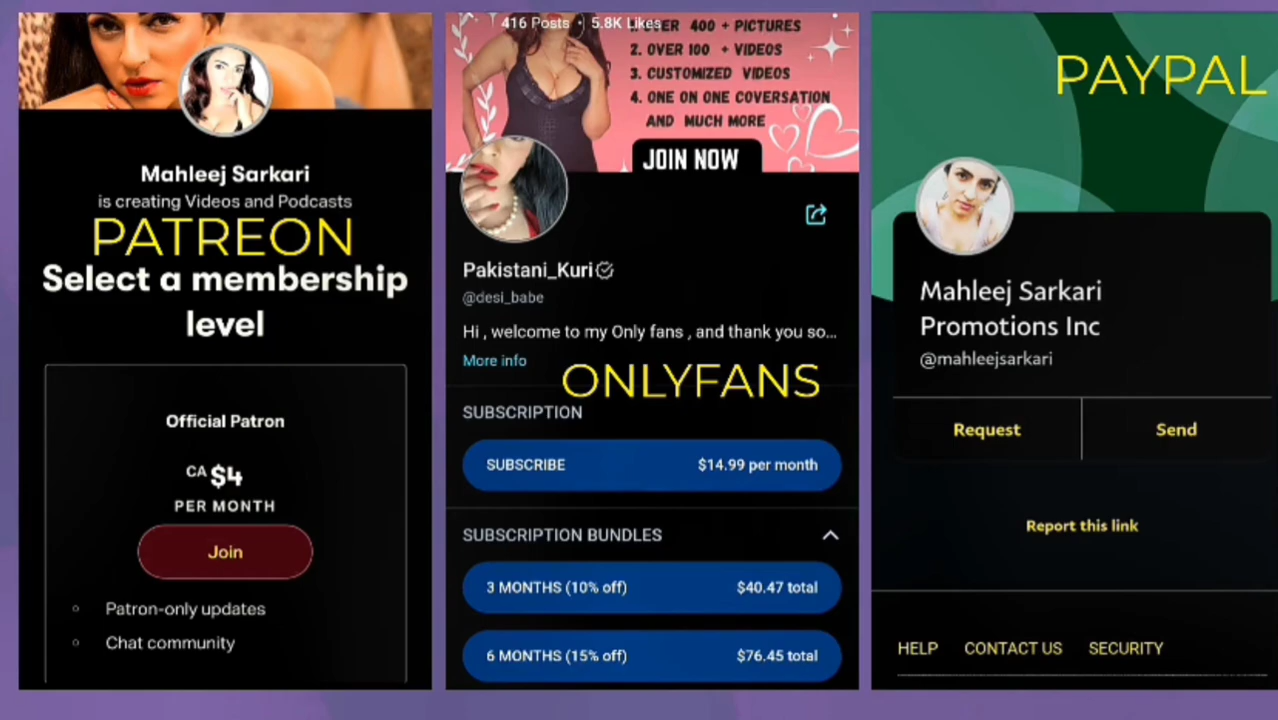 Mahleej Sarkari
is creating Videos and Podcasts
PATREON
Select a membership
level
Official Patron
CA $4
PER MONTH
Join
Patron-only updates
Chat community
416 Posts • 5.8K Likes
1. OVER 400 + PICTURES
2. OVER 100 + VIDEOS
3. CUSTOMIZED VIDEOS
4. ONE ON ONE COVERSATION
AND MUCH MORE
JOIN NOW
Pakistani_Kuri
@desi_babe
Hi , welcome to my Only fans , and thank you so...
More info
ONLYFANS
SUBSCRIPTION
SUBSCRIBE $14.99 per month
SUBSCRIPTION BUNDLES
3 MONTHS (10% off) $40.47 total
6 MONTHS (15% off) $76.45 total
PAYPAL
Mahleej Sarkari
Promotions Inc
@mahleejsarkari
Request Send
Report this link
HELP CONTACT US SECURITY